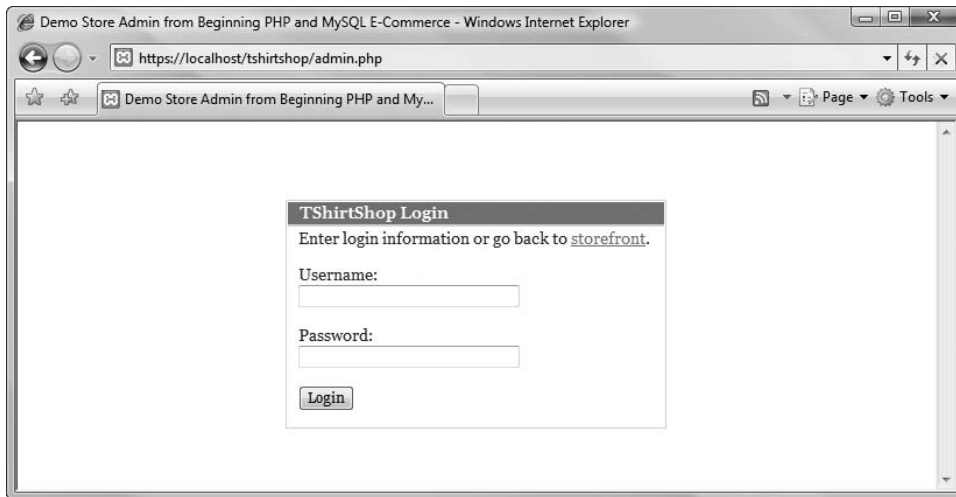 Demo Store Admin from Beginning PHP and MySQL E-Commerce - Windows Internet Explorer
https://localhost/tshirtshop/admin.php
Demo Store Admin from Beginning PHP and My...
Page
Tools
TShirtShop Login
Enter login information or go back to storefront.
Username:
Password:
Login